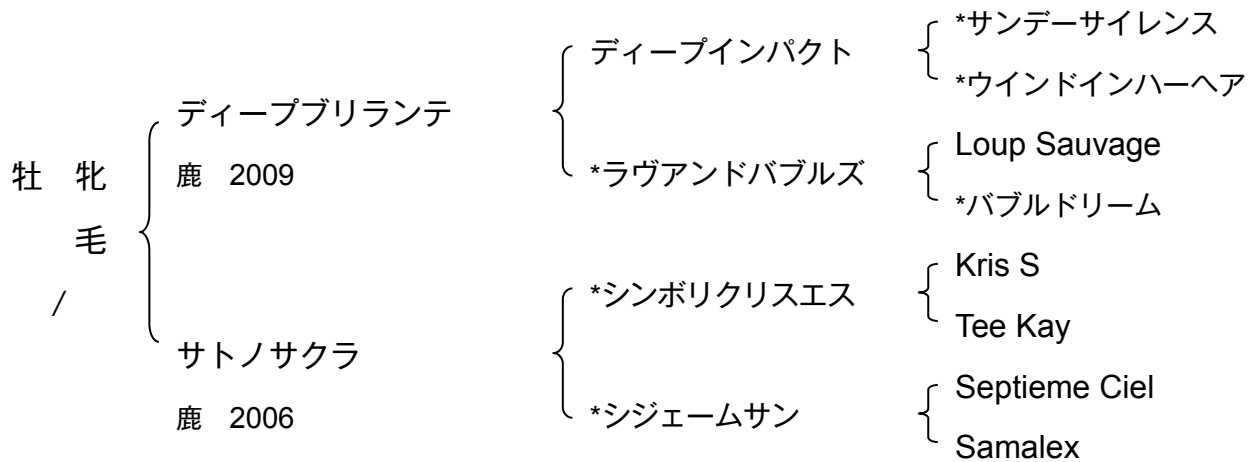 *サンデーサイレンス
ディープインパクト
*ウインドインハーヘア
ディープブリランテ
Loup Sauvage
牡 牝
鹿 2009
*ラヴアンドバブルズ
*バブルドリーム
毛
Kris S
/
*シンボリクリスエス
Tee Kay
サトノサクラ
Septieme Ciel
鹿 2006
*シジェームサン
Samalex